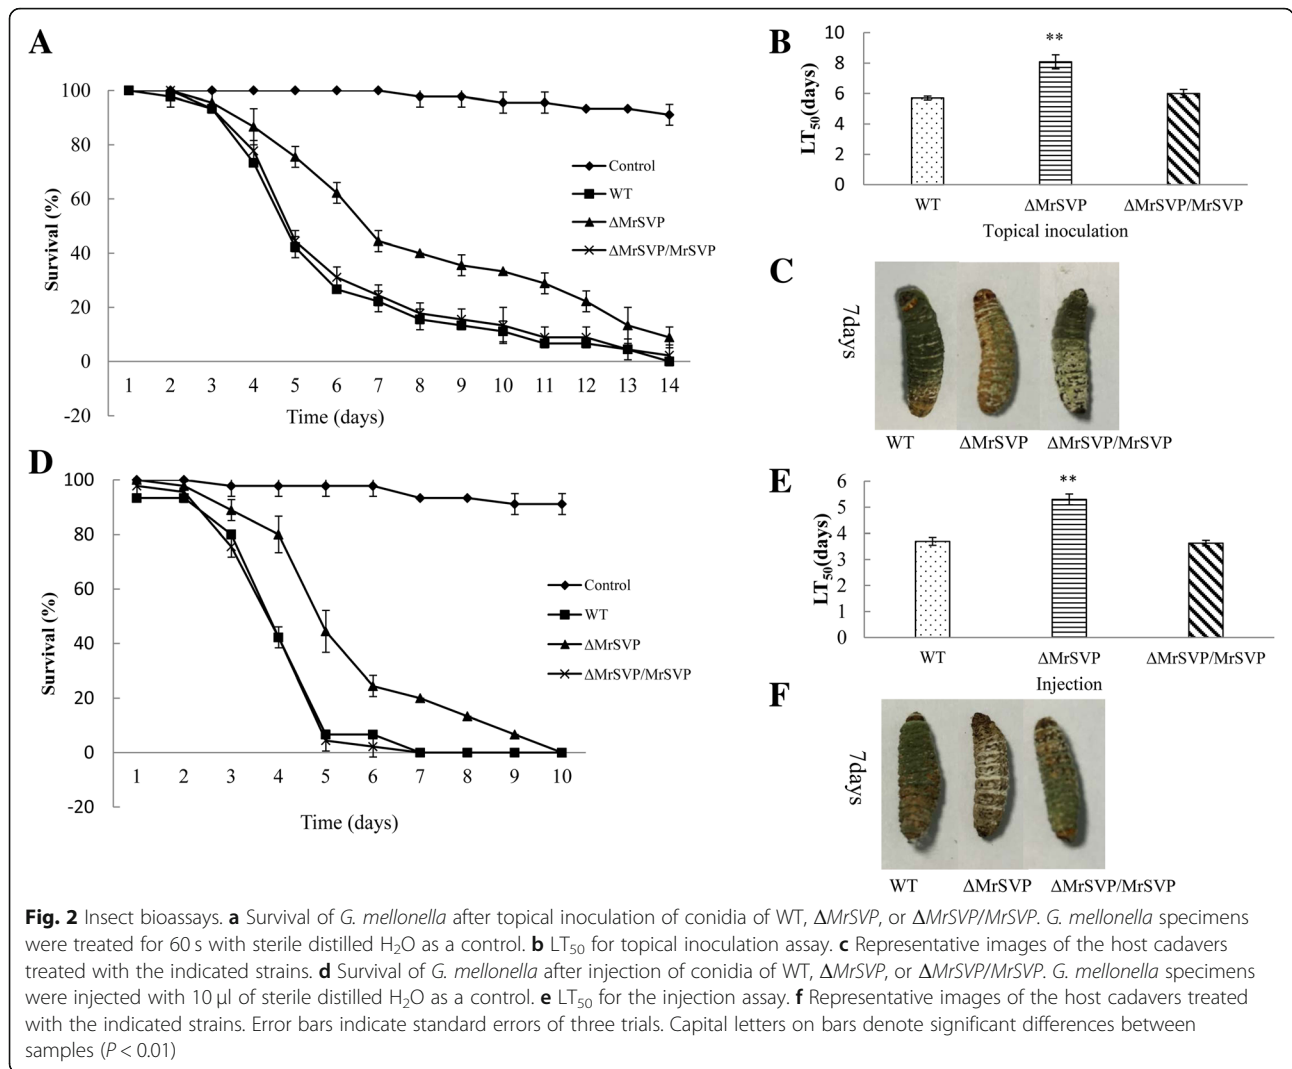 A
100
80
60
40
20
0
-20
Survival (%)
1 2 3 4 5 6 7 8 9 10 11 12 13 14
Time (days)
Control
WT
ΔMrSVP
ΔMrSVP/MrSVP
B
10
8
6
4
2
0
LT50(days)
**
WT ΔMrSVP ΔMrSVP/MrSVP
Topical inoculation
C
7days
WT ΔMrSVP ΔMrSVP/MrSVP
D
100
80
60
40
20
0
-20
Survival (%)
1 2 3 4 5 6 7 8 9 10
Time (days)
Control
WT
ΔMrSVP
ΔMrSVP/MrSVP
E
6
5
4
3
2
1
0
LT50(days)
**
WT ΔMrSVP ΔMrSVP/MrSVP
Injection
F
7days
WT ΔMrSVP ΔMrSVP/MrSVP
Fig. 2 Insect bioassays. a Survival of G. mellonella after topical inoculation of conidia of WT, ΔMrSVP, or ΔMrSVP/MrSVP. G. mellonella specimens
were treated for 60 s with sterile distilled H2O as a control. b LT50 for topical inoculation assay. c Representative images of the host cadavers
treated with the indicated strains. d Survival of G. mellonella after injection of conidia of WT, ΔMrSVP, or ΔMrSVP/MrSVP. G. mellonella specimens
were injected with 10 µl of sterile distilled H2O as a control. e LT50 for the injection assay. f Representative images of the host cadavers treated
with the indicated strains. Error bars indicate standard errors of three trials. Capital letters on bars denote significant differences between
samples (P < 0.01)